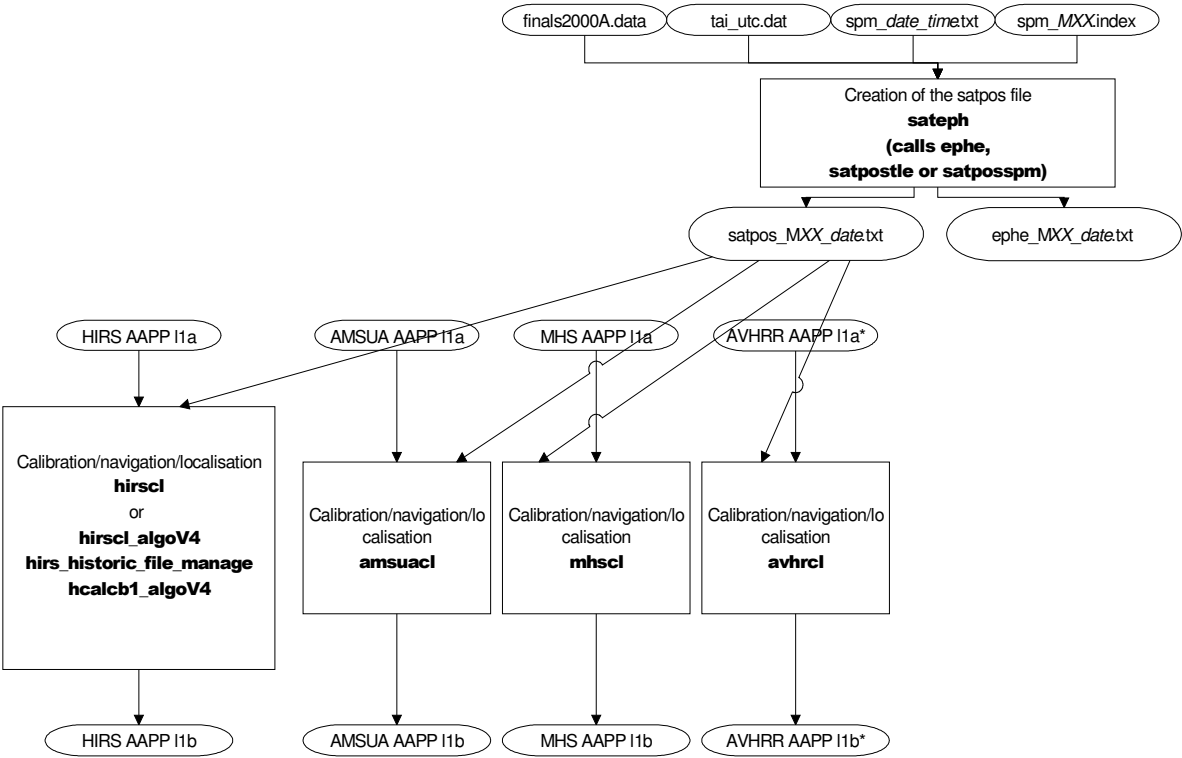 finals2000A.data
tai_utc.dat
spm_date_time.txt
spm_MXX.index
Creation of the satpos file
sateph
(calls ephe,
satpostle or satposspm)
satpos_MXX_date.txt
ephe_MXX_date.txt
HIRS AAPP l1a
AMSUA AAPP l1a
MHS AAPP l1a
AVHRR AAPP l1a*
Calibration/navigation/localisation
hirscl
or
hirscl_algoV4
hirs_historic_file_manage
hcalcb1_algoV4
Calibration/navigation/lo
calisation
amsuacl
Calibration/navigation/lo
calisation
mhscl
Calibration/navigation/lo
calisation
avhrcl
HIRS AAPP l1b
AMSUA AAPP l1b
MHS AAPP l1b
AVHRR AAPP l1b*